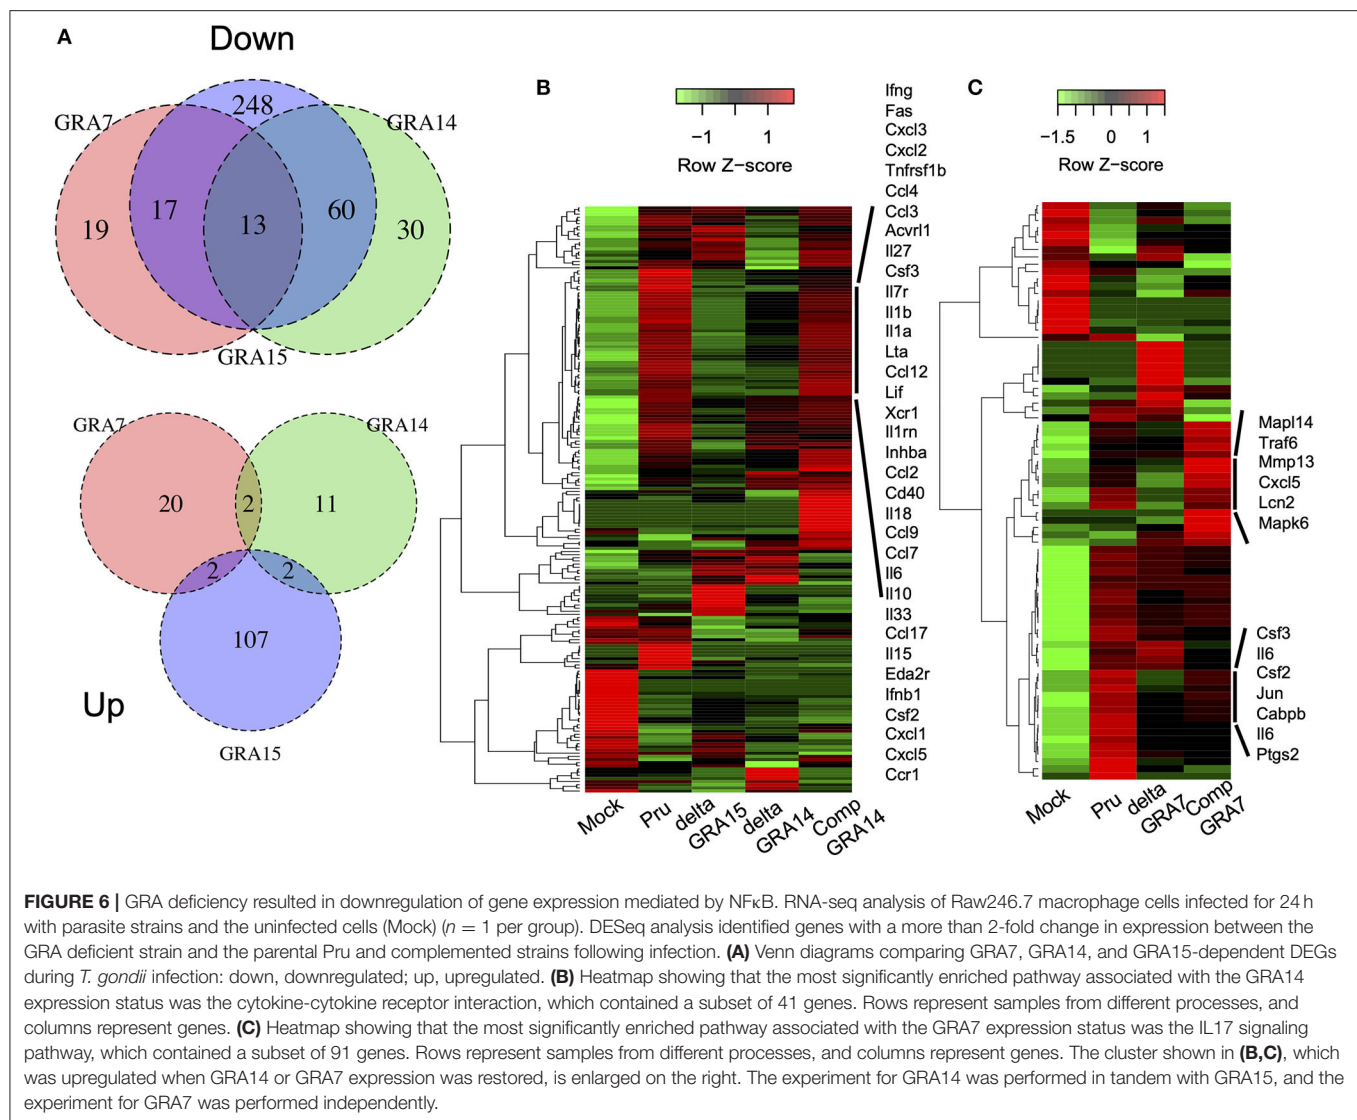 A
Down
248
GRA7
GRA14
19
17
13
60
30
GRA15
GRA7
GRA14
20
2
11
2
2
107
Up
GRA15
B
−1
1
Row Z−score
Mock
Pru
delta GRA15
delta GRA14
Comp GRA14
Ifng
Fas
Cxcl3
Cxcl2
Tnfrsf1b
Ccl4
Ccl3
Acvrl1
Il27
Csf3
Il7r
Il1b
Il1a
Lta
Ccl12
Lif
Xcr1
Il1rn
Inhba
Ccl2
Cd40
Il18
Ccl9
Ccl7
Il6
Il10
Il33
Ccl17
Il15
Eda2r
Ifnb1
Csf2
Cxcl1
Cxcl5
Ccr1
C
−1.5
0
1
Row Z−score
Mock
Pru
delta GRA7
Comp GRA7
Mapl14
Traf6
Mmp13
Cxcl5
Lcn2
Mapk6
Csf3
Il6
Csf2
Jun
Cabpb
Il6
Ptgs2
FIGURE 6 | GRA deficiency resulted in downregulation of gene expression mediated by NFκB. RNA-seq analysis of Raw246.7 macrophage cells infected for 24 h
with parasite strains and the uninfected cells (Mock) (n = 1 per group). DESeq analysis identified genes with a more than 2-fold change in expression between the
GRA deficient strain and the parental Pru and complemented strains following infection. (A) Venn diagrams comparing GRA7, GRA14, and GRA15-dependent DEGs
during T. gondii infection: down, downregulated; up, upregulated. (B) Heatmap showing that the most significantly enriched pathway associated with the GRA14
expression status was the cytokine-cytokine receptor interaction, which contained a subset of 41 genes. Rows represent samples from different processes, and
columns represent genes. (C) Heatmap showing that the most significantly enriched pathway associated with the GRA7 expression status was the IL17 signaling
pathway, which contained a subset of 91 genes. Rows represent samples from different processes, and columns represent genes. The cluster shown in (B,C), which
was upregulated when GRA14 or GRA7 expression was restored, is enlarged on the right. The experiment for GRA14 was performed in tandem with GRA15, and the
experiment for GRA7 was performed independently.